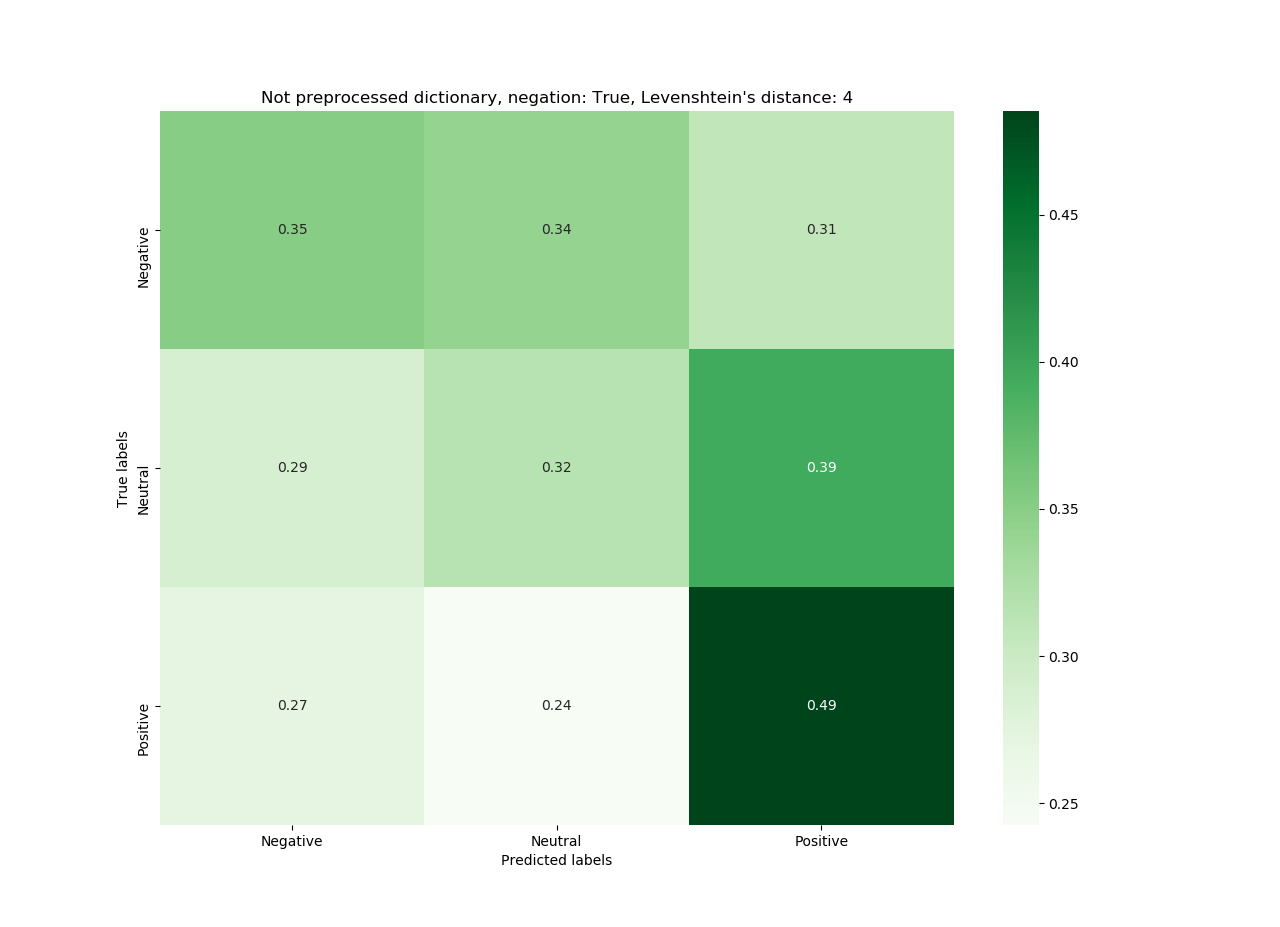 Not preprocessed dictionary, negation: True, Levenshtein's distance: 4
True labels
Negative
0.35 0.34 0.31
Neutral
0.29 0.32 0.39
Positive
0.27 0.24 0.49
Negative Neutral Positive
Predicted labels
0.45
0.40
0.35
0.30
0.25